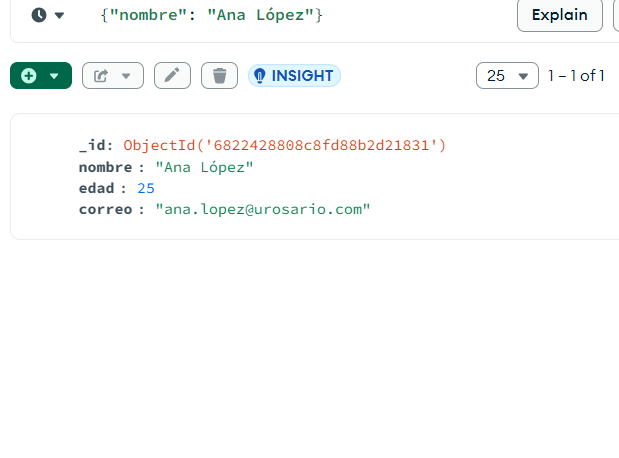 {"nombre": "Ana López"}
Explain
INSIGHT
25
1 – 1 of 1
_id: ObjectId('6822428808c8fd88b2d21831')
nombre : "Ana López"
edad : 25
correo : "ana.lopez@urosario.com"